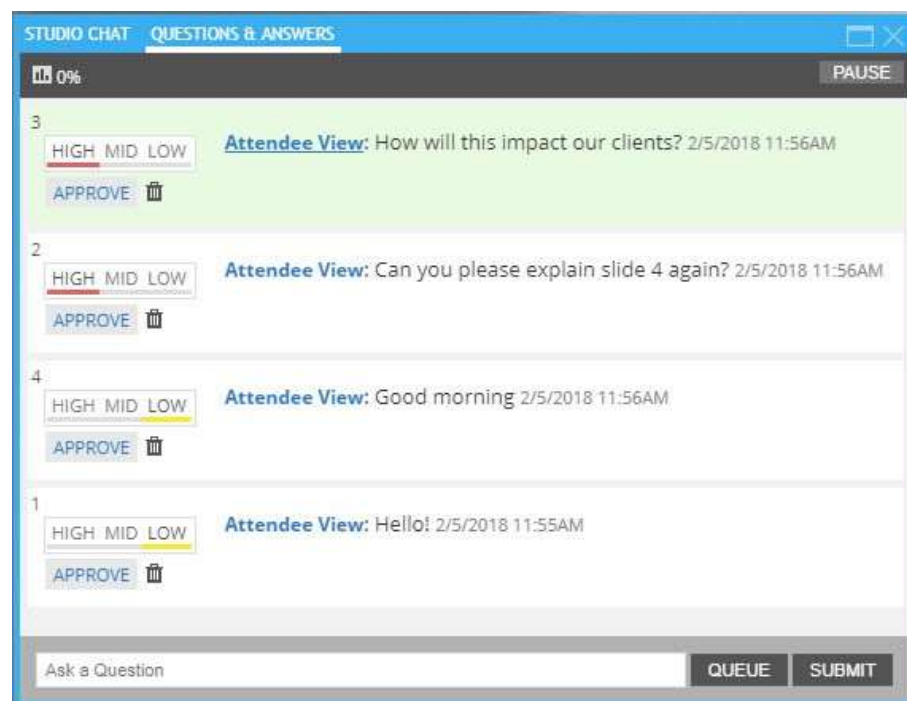 STUDIO CHAT QUESTIONS & ANSWERS
0% PAUSE
3
HIGH MID LOW Attendee View: How will this impact our clients? 2/5/2018 11:56AM
APPROVE
2
HIGH MID LOW Attendee View: Can you please explain slide 4 again? 2/5/2018 11:56AM
APPROVE
4
HIGH MID LOW Attendee View: Good morning 2/5/2018 11:56AM
APPROVE
1
HIGH MID LOW Attendee View: Hello! 2/5/2018 11:55AM
APPROVE
Ask a Question QUEUE SUBMIT